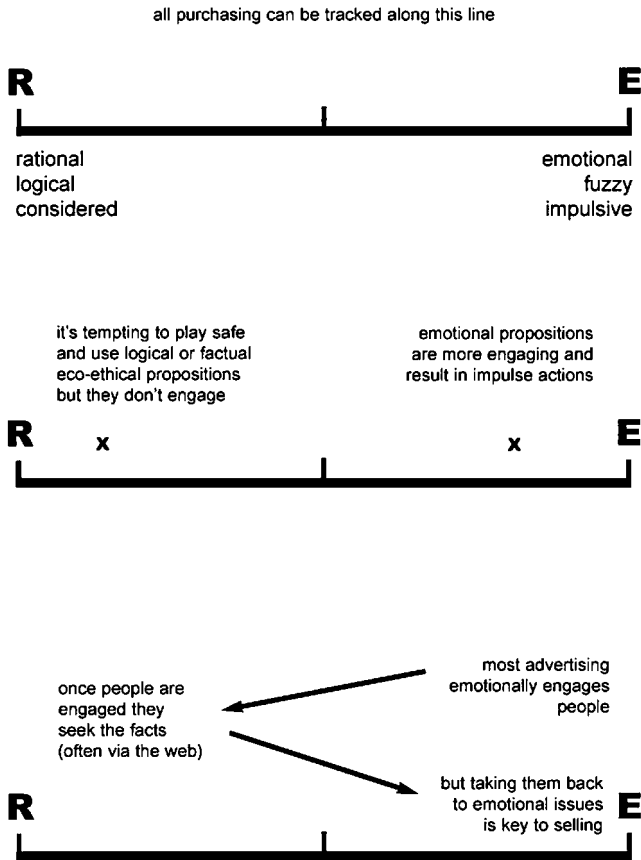 all purchasing can be tracked along this line
R E
rational
logical
considered
emotional
fuzzy
impulsive
it's tempting to play safe
and use logical or factual
eco-ethical propositions
but they don't engage
emotional propositions
are more engaging and
result in impulse actions
R x x E
most advertising
emotionally engages
people
once people are
engaged they
seek the facts
(often via the web)
but taking them back
to emotional issues
is key to selling
R E